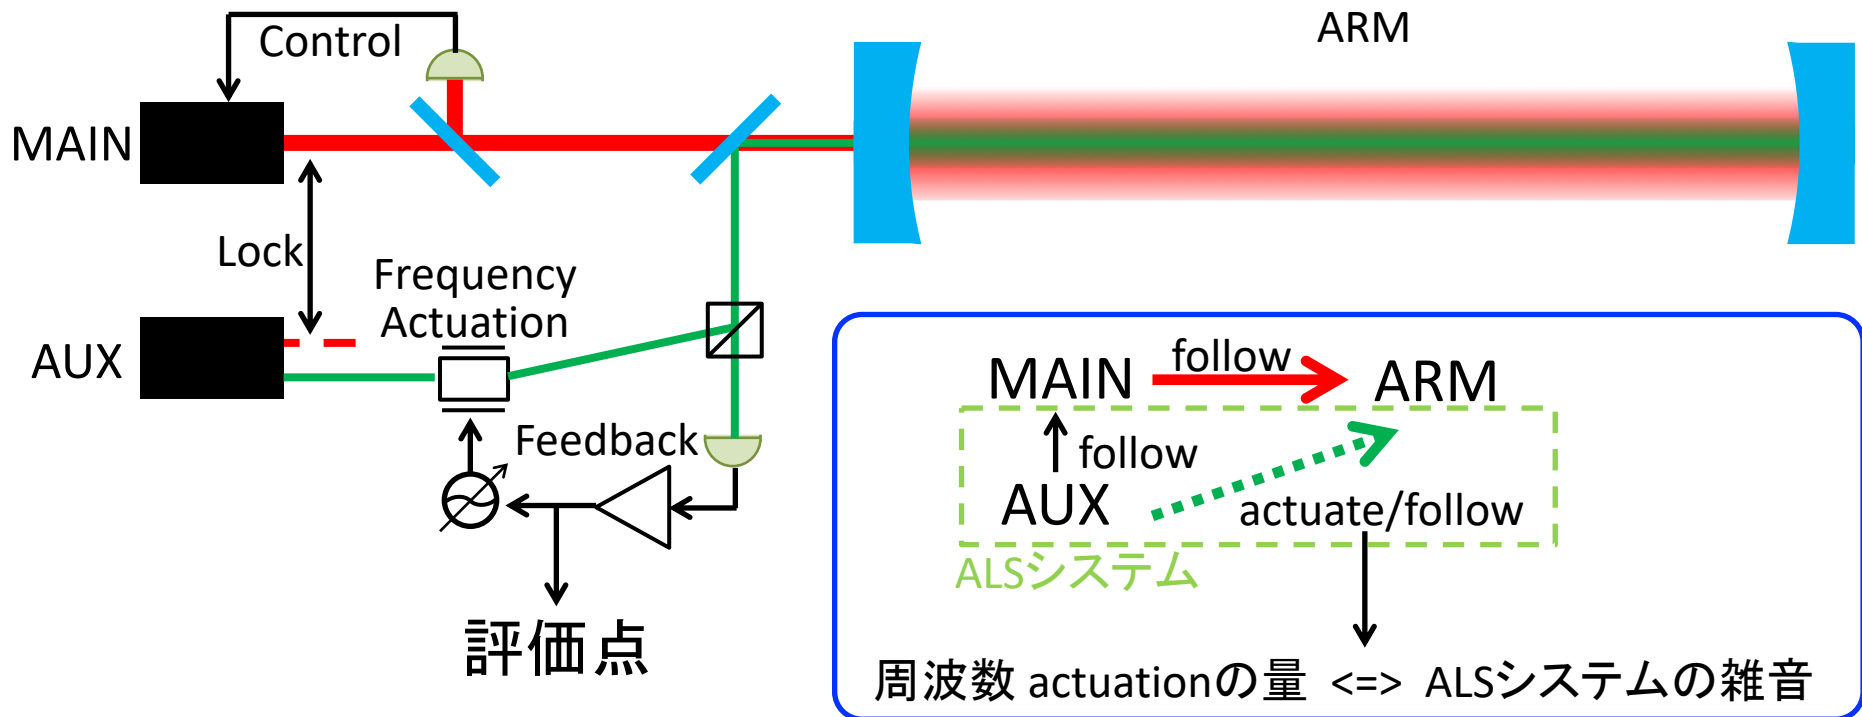 ARM
Control
MAIN
Lock
Frequency
Actuation
AUX
Feedback
評価点
follow
MAIN
ARM
follow
AUX
actuate/follow
ALSシステム
周波数 actuationの量 <=> ALSシステムの雑音